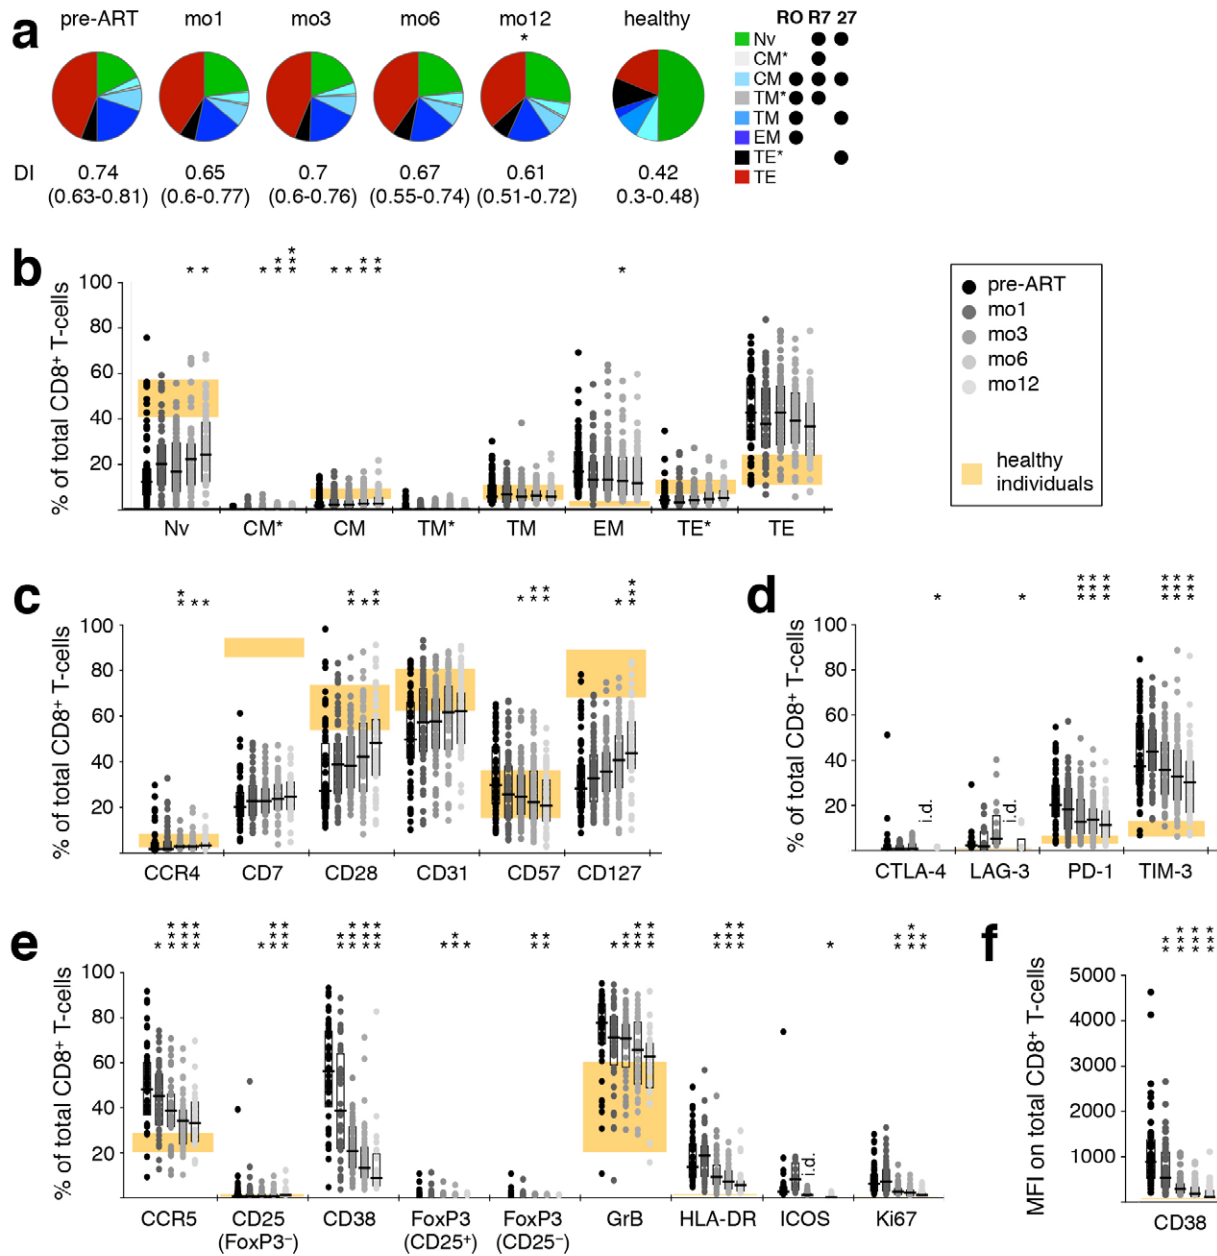 a
pre-ART mo1 mo3 mo6 mo12 healthy
*
DI
0.74 0.65 0.7 0.67 0.61 0.42
(0.63-0.81) (0.6-0.77) (0.6-0.76) (0.55-0.74) (0.51-0.72) 0.3-0.48)
RO R7 27
Nv
CM*
CM
TM*
TM
EM
TE*
TE
b
% of total CD8+ T-cells
* * * ** *** * * ** ** *
100
80
60
40
20
Nv CM* CM TM* TM EM TE* TE
pre-ART
mo1
mo3
mo6
mo12
healthy
individuals
c
% of total CD8+ T-cells
** * * ** * ** * ** ** * ***
100
80
60
40
20
CCR4 CD7 CD28 CD31 CD57 CD127
d
% of total CD8+ T-cells
* * *** *** *** *** *** ***
100
80
60
40
20
i.d.
i.d.
CTLA-4 LAG-3 PD-1 TIM-3
e
% of total CD8+ T-cells
100
80
60
40
20
i.d.
CCR5 CD25 CD38 FoxP3 FoxP3 GrB HLA-DR ICOS Ki67
(FoxP3–) (CD25+) (CD25–)
f
MFI on total CD8+ T-cells
5000
4000
3000
2000
1000
CD38